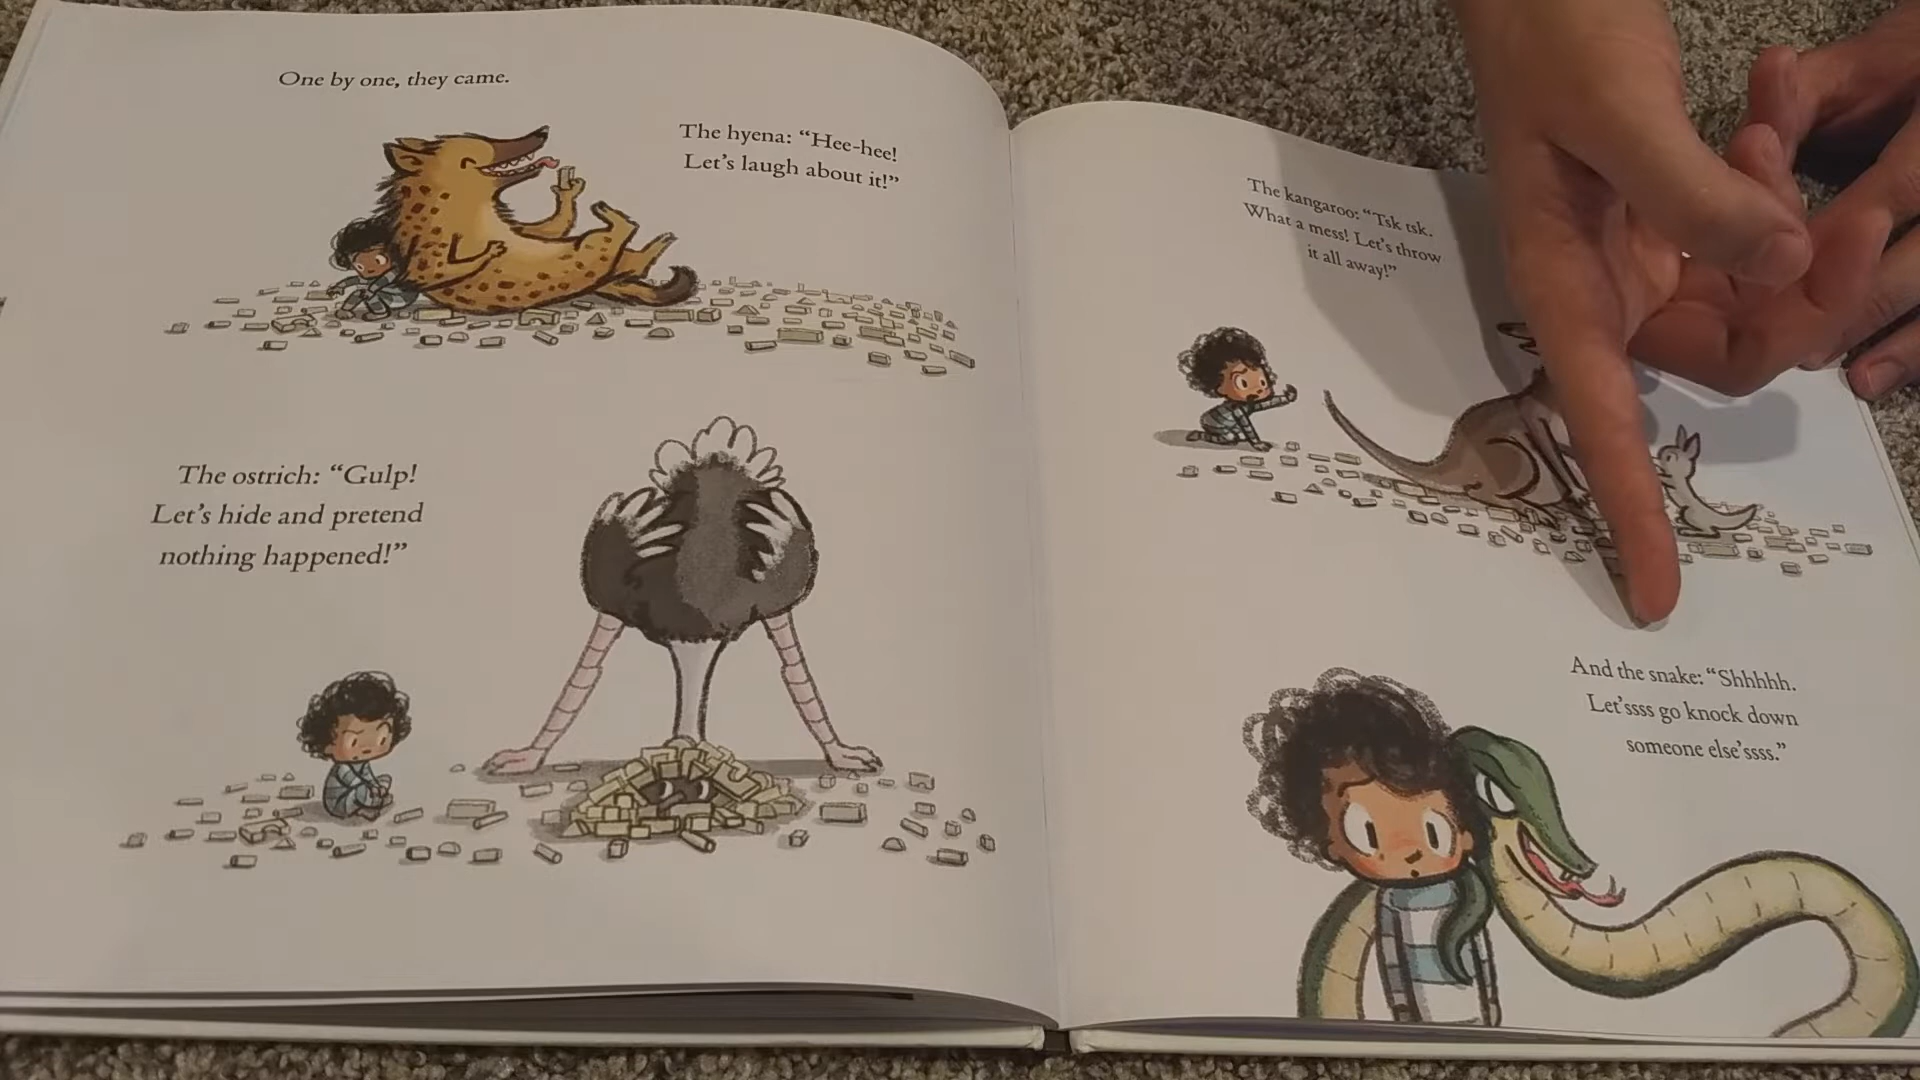 One by one, they came.
The hyena: “Hee-hee!
Let’s laugh about it!”
The ostrich: “Gulp!
Let’s hide and pretend
nothing happened!”
The kangaroo: “Tsk tsk.
What a mess! Let’s throw
it all away!”
And the snake: “Shhhhh.
Let’ssss go knock down
someone else’ssss.”